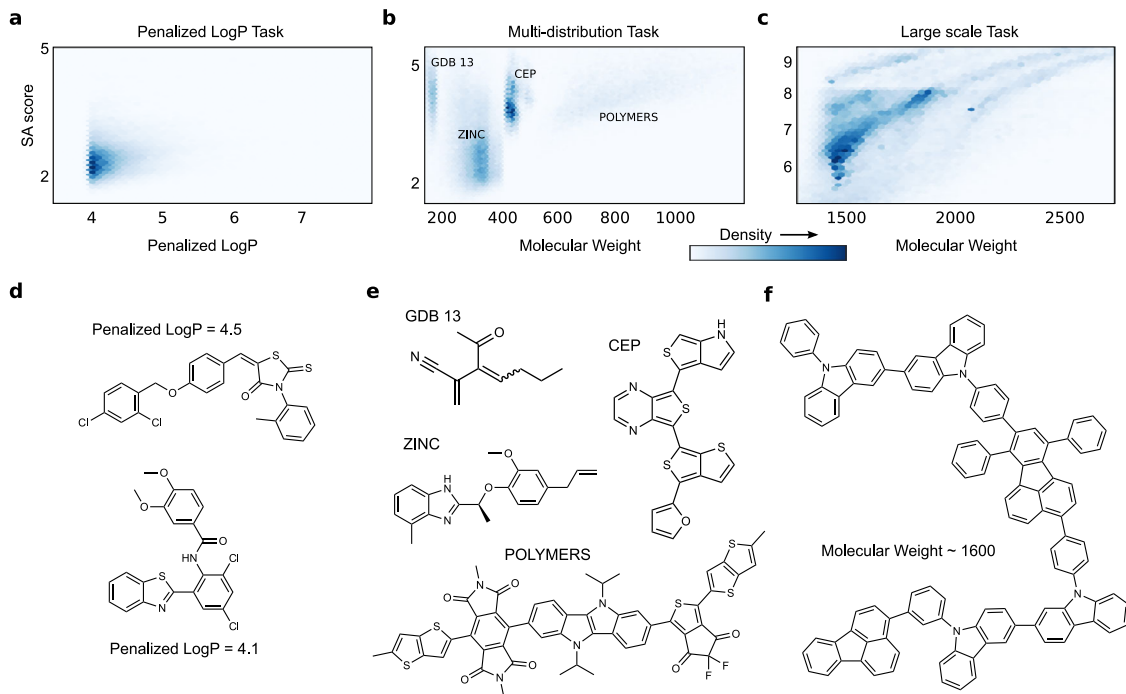 a
Penalized LogP Task
5
SA score
2
4 5 6 7
Penalized LogP
b
Multi-distribution Task
5
2
GDB 13
CEP
ZINC
POLYMERS
200 400 600 800 1000
Molecular Weight
c
Large scale Task
9
8
7
6
1500 2000 2500
Molecular Weight
Density
d
Penalized LogP = 4.5
S
S
O
N
O
Cl
Cl
O
O
O
HN
Cl
S
N
Cl
Penalized LogP = 4.1
e
GDB 13
O
N
CEP
H
N
S
N
S
N
S
S
O
ZINC
H
N
O
O
N
POLYMERS
N
O
O
S
S
O
O
N
N
N
S
S
S
O
O
F
F
f
N
N
Molecular Weight ~ 1600
N
N